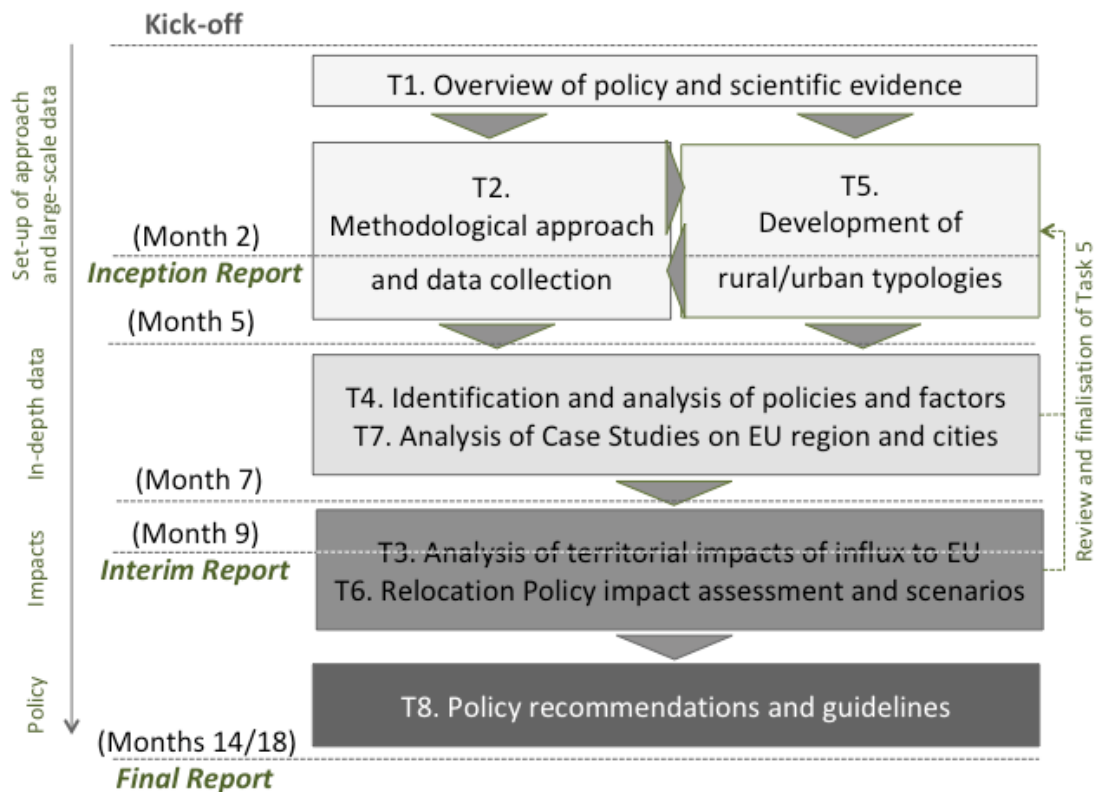 Kick-off
T1. Overview of policy and scientific evidence
Set-up of approach
and large-scale data
T2.
Methodological approach
and data collection
T5.
Development of
rural/urban typologies
(Month 2)
Inception Report
(Month 5)
Review and finalisation of Task 5
In-depth data
T4. Identification and analysis of policies and factors
T7. Analysis of Case Studies on EU region and cities
(Month 7)
(Month 9)
Interim Report
Impacts
T3. Analysis of territorial impacts of influx to EU
T6. Relocation Policy impact assessment and scenarios
Policy
T8. Policy recommendations and guidelines
(Months 14/18)
Final Report